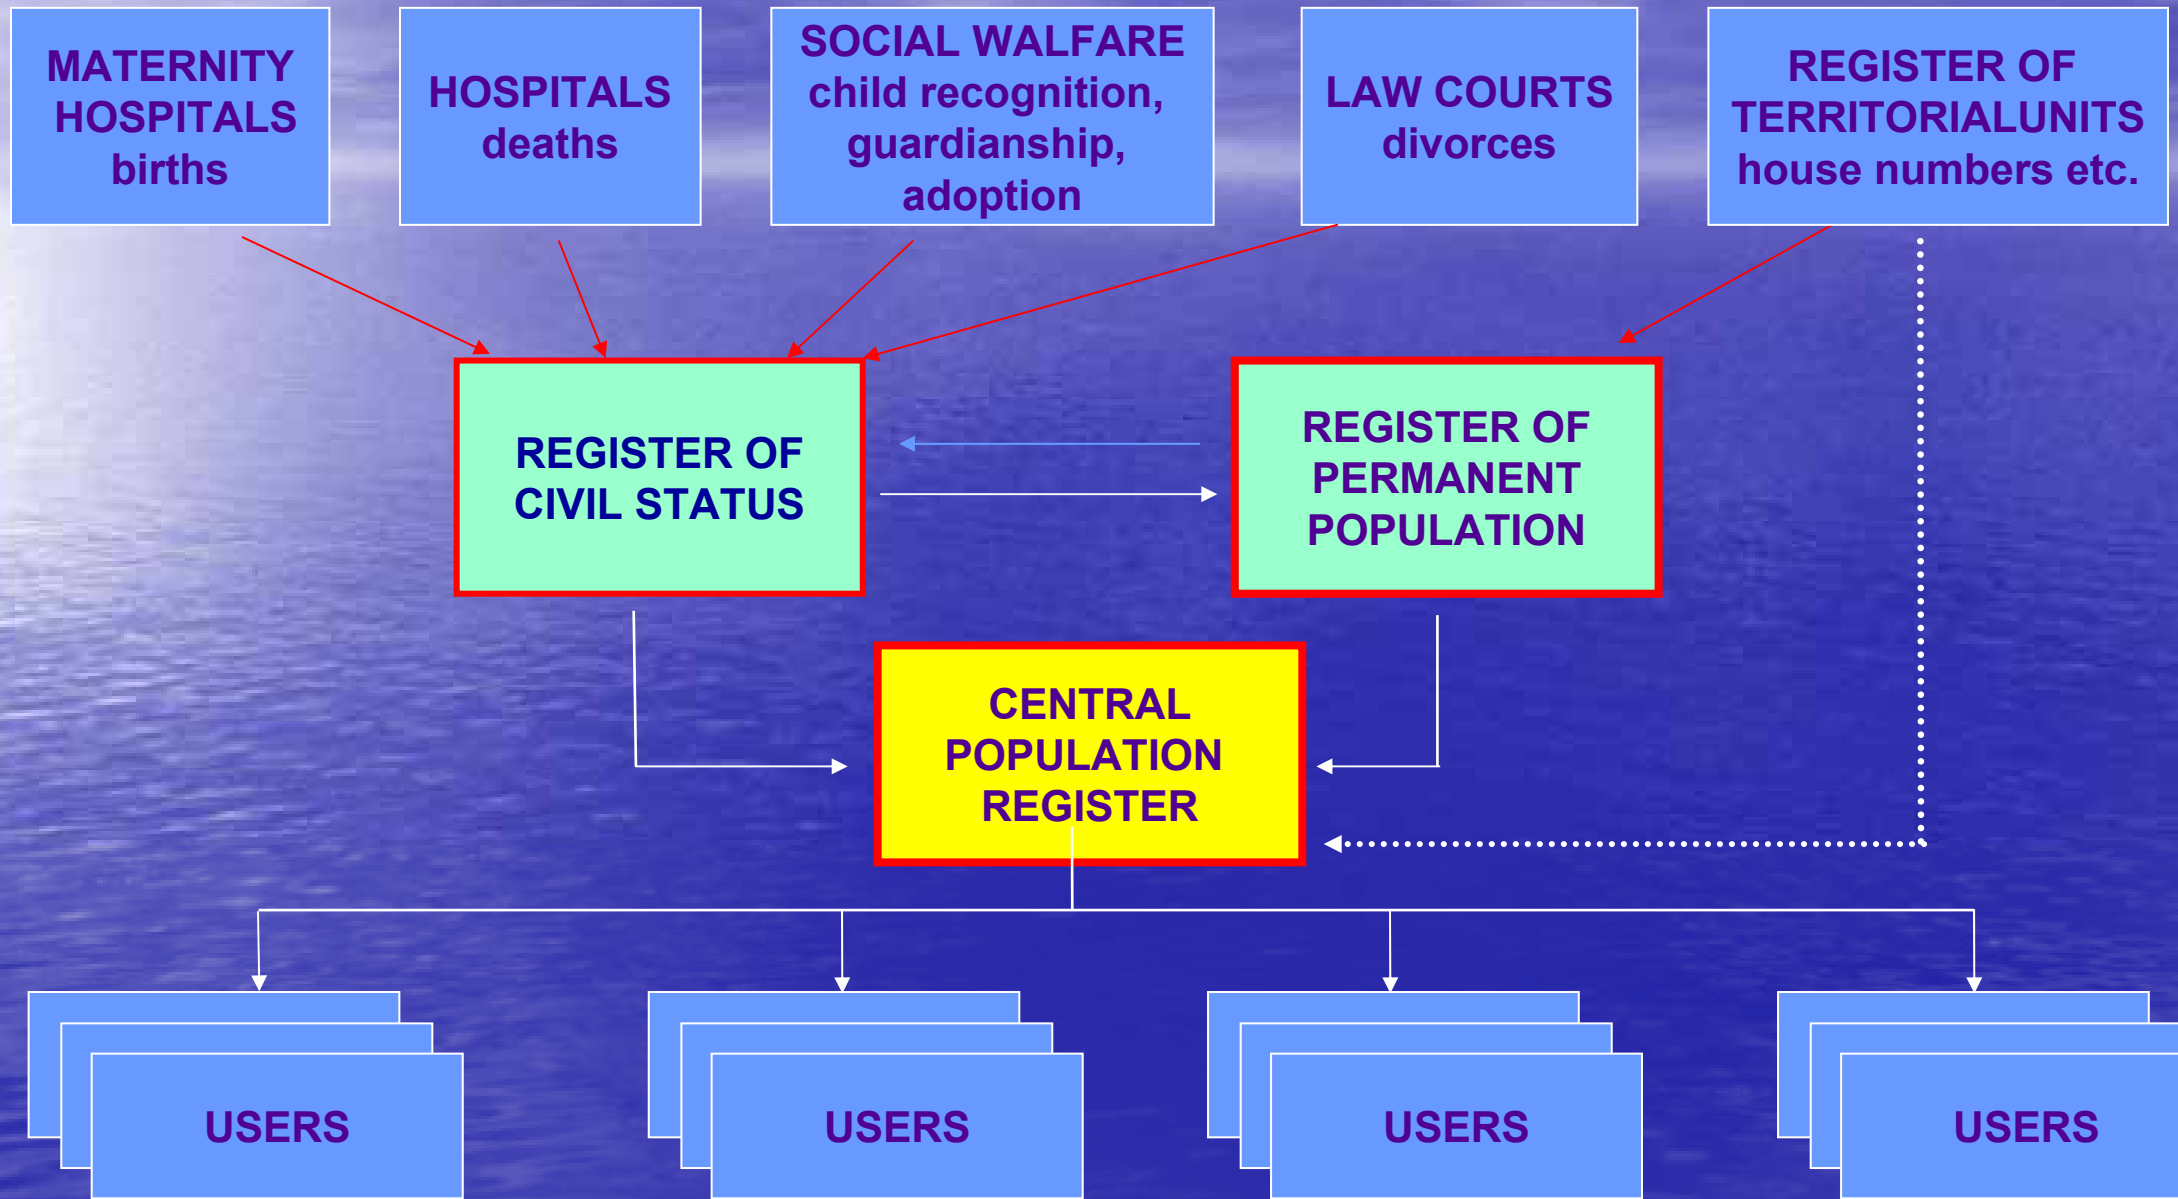 MATERNITY
HOSPITALS
births
HOSPITALS
deaths
SOCIAL WALFARE
child recognition,
guardianship,
adoption
LAW COURTS
divorces
REGISTER OF
TERRITORIALUNITS
house numbers etc.
REGISTER OF
CIVIL STATUS
REGISTER OF
PERMANENT
POPULATION
CENTRAL
POPULATION
REGISTER
USERS
USERS
USERS
USERS